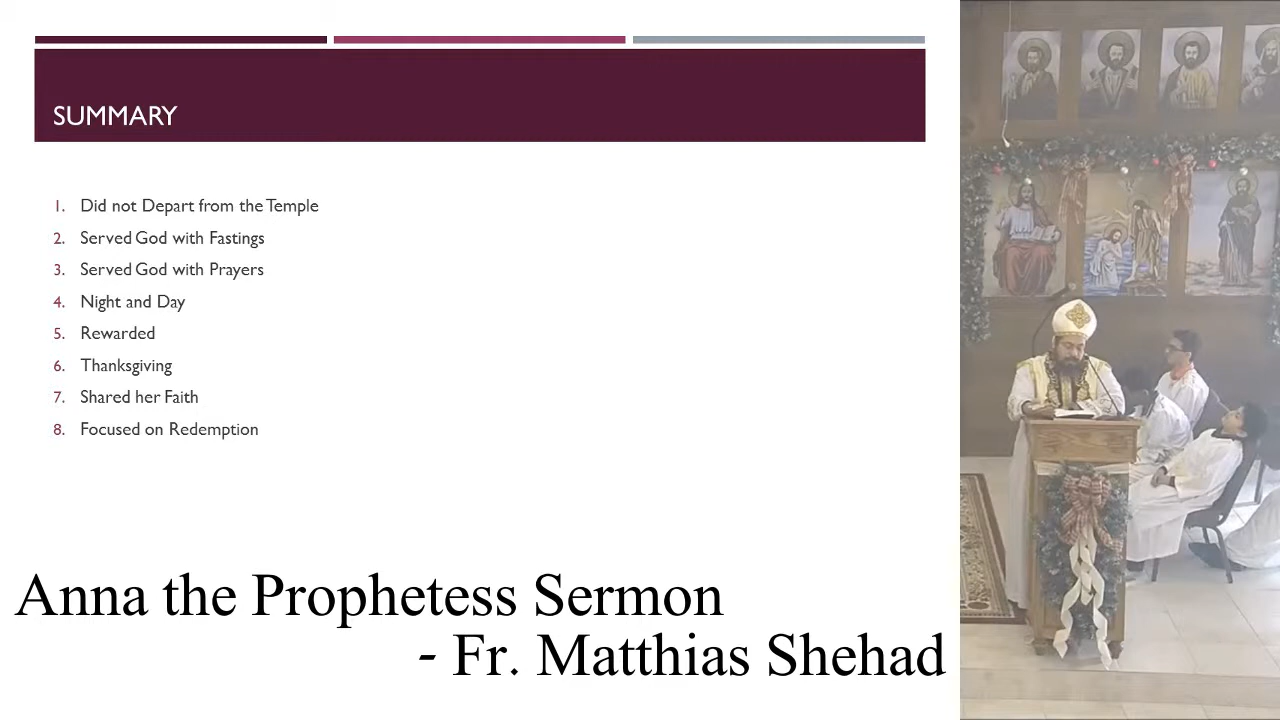 SUMMARY
1. Did not Depart from the Temple
2. Served God with Fastings
3. Served God with Prayers
4. Night and Day
5. Rewarded
6. Thanksgiving
7. Shared her Faith
8. Focused on Redemption
Anna the Prophetess Sermon
- Fr. Matthias Shehad